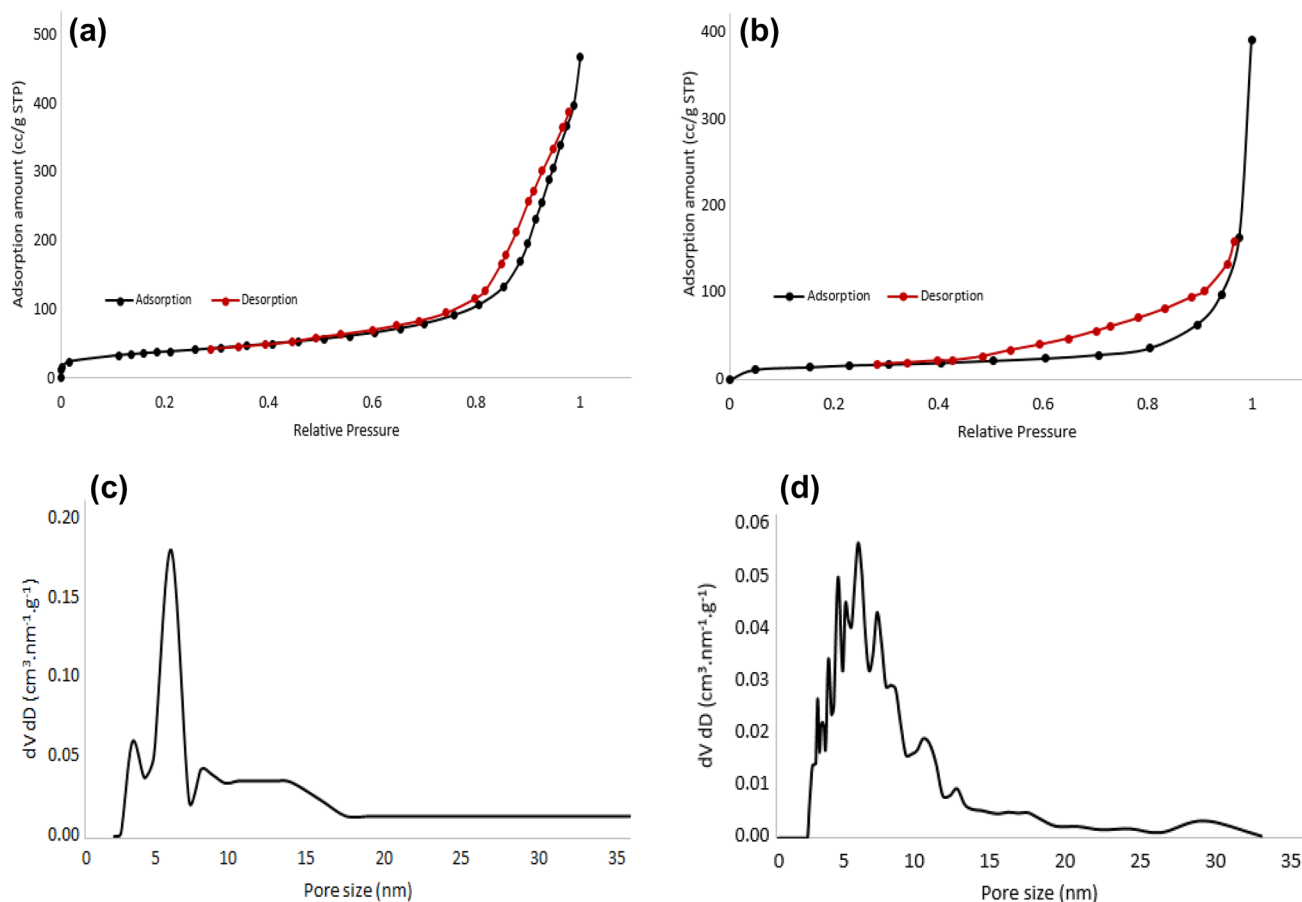 (a)
Adsorption amount (cc/g STP)
500
400
300
200
100
0
Adsorption
Desorption
0 0.2 0.4 0.6 0.8 1
Relative Pressure
(b)
Adsorption amount (cc/g STP)
400
300
200
100
0
Adsorption
Desorption
0 0.2 0.4 0.6 0.8 1
Relative Pressure
(c)
dV dD (cm³.nm⁻¹.g⁻¹)
0.20
0.15
0.10
0.05
0.00
0 5 10 15 20 25 30 35
Pore size (nm)
(d)
dV dD (cm³.nm⁻¹.g⁻¹)
0.06
0.05
0.04
0.03
0.02
0.01
0.00
0 5 10 15 20 25 30 35
Pore size (nm)